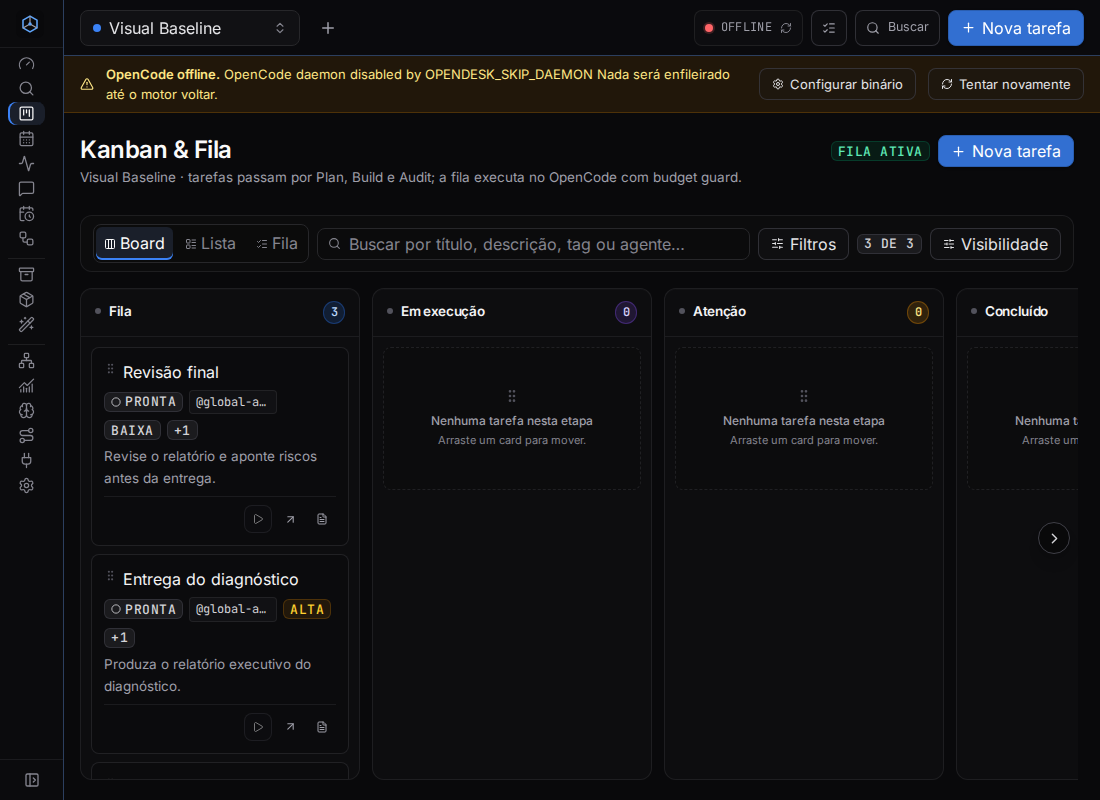 Visual Baseline
OFFLINE
Buscar
Nova tarefa
OpenCode offline. OpenCode daemon disabled by OPENDESK_SKIP_DAEMON Nada será enfileirado
até o motor voltar.
Configurar binário
Tentar novamente
Kanban & Fila
FILA ATIVA
Nova tarefa
Visual Baseline · tarefas passam por Plan, Build e Audit; a fila executa no OpenCode com budget guard.
Board
Lista
Fila
Buscar por título, descrição, tag ou agente...
Filtros
3 DE 3
Visibilidade
Fila
3
Em execução
0
Atenção
0
Concluído
Revisão final
PRONTA
@global-a…
BAIXA
+1
Revise o relatório e aponte riscos
antes da entrega.
Entrega do diagnóstico
PRONTA
@global-a…
ALTA
+1
Produza o relatório executivo do
diagnóstico.
Nenhuma tarefa nesta etapa
Arraste um card para mover.
Nenhuma tarefa nesta etapa
Arraste um card para mover.
Nenhuma
Arraste um